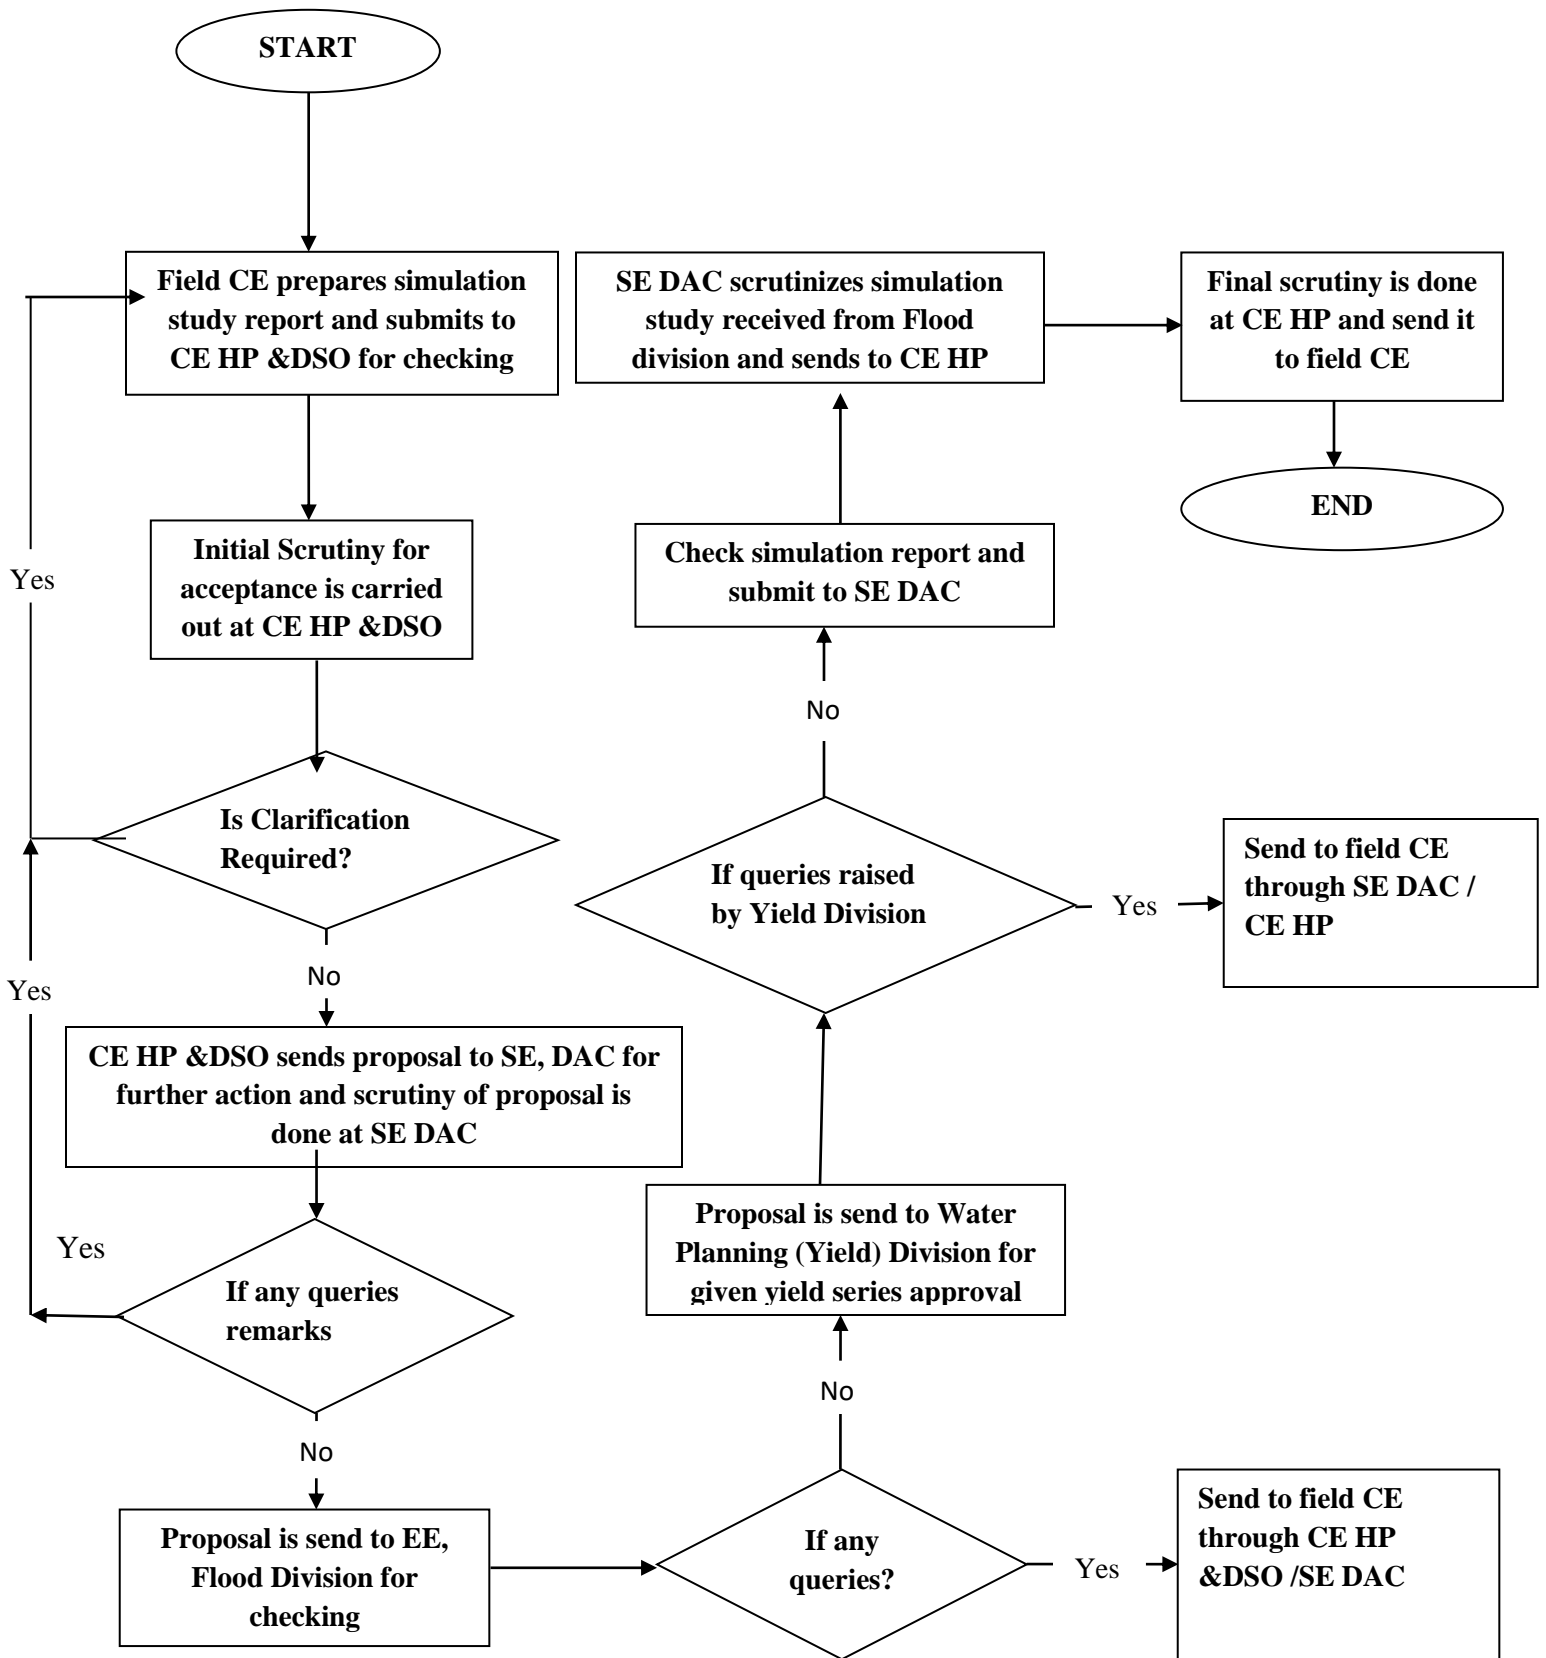 START
Field CE prepares simulation
study report and submits to
CE HP &DSO for checking
Initial Scrutiny for
acceptance is carried
out at CE HP &DSO
Yes
Is Clarification
Required?
No
Yes
CE HP &DSO sends proposal to SE, DAC for
further action and scrutiny of proposal is
done at SE DAC
Yes
If any queries
remarks
No
Proposal is send to EE,
Flood Division for
checking
If any
queries?
Yes
Send to field CE
through CE HP
&DSO /SE DAC
No
Proposal is send to Water
Planning (Yield) Division for
given yield series approval
If queries raised
by Yield Division
Yes
Send to field CE
through SE DAC /
CE HP
No
Check simulation report and
submit to SE DAC
SE DAC scrutinizes simulation
study received from Flood
division and sends to CE HP
Final scrutiny is done
at CE HP and send it
to field CE
END